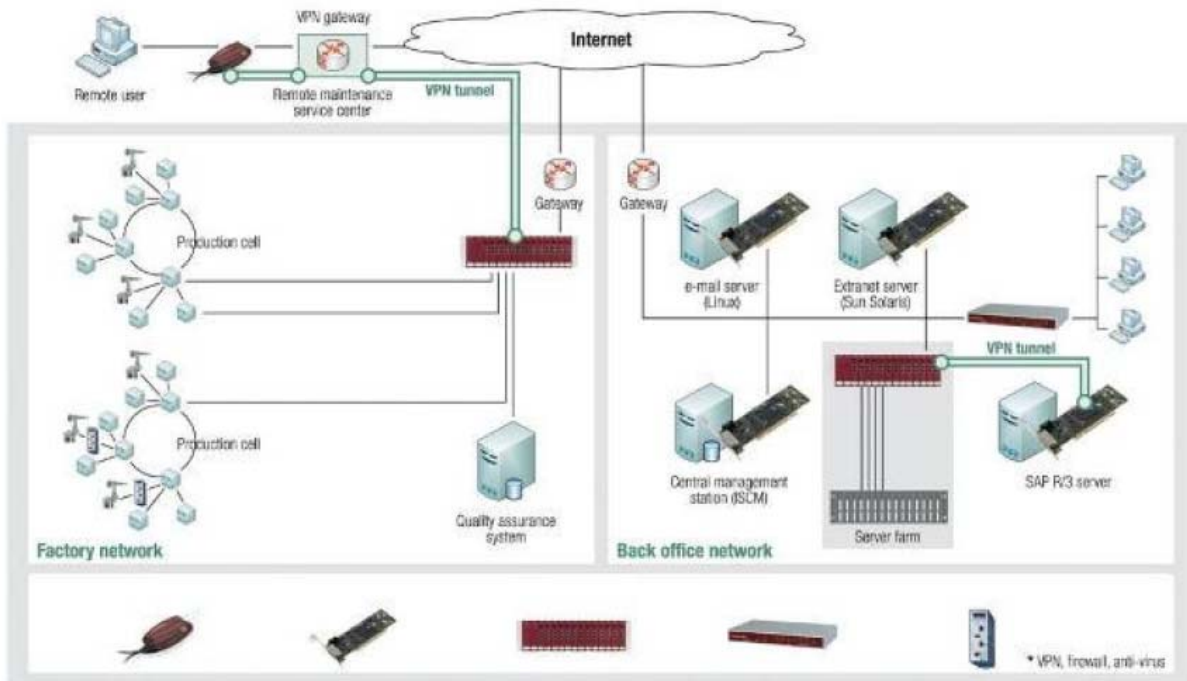 VPN gateway
Internet
Remote user
Remote maintenance
service center
VPN tunnel
Gateway
Gateway
Production cell
e-mail server
(Linux)
Extranet server
(Sun Solaris)
VPN tunnel
Production cell
Quality assurance
system
Central management
station (ISCM)
Server farm
SAP R/3 server
Factory network
Back office network
* VPN, firewall, anti-virus